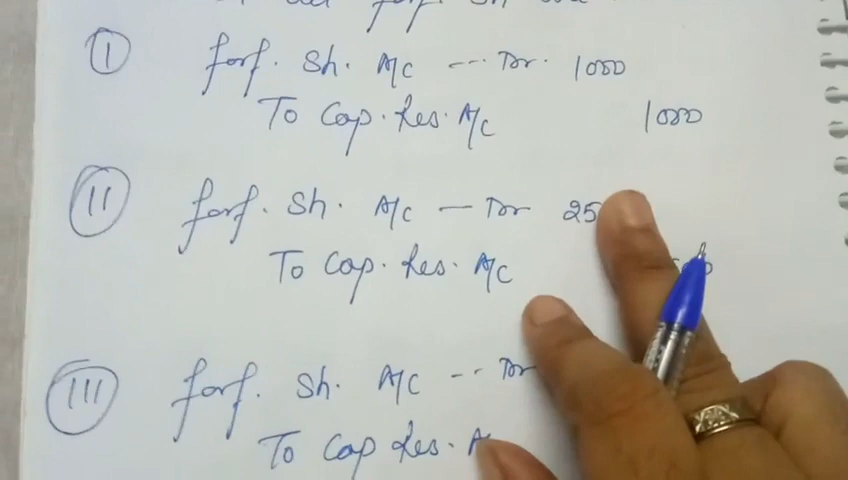 I forf. Sh. A/C --- Dr. 1000
To Cap. Res. A/C 1000
II forf. Sh. A/C — Dr 25
To Cap. Res. A/C
III forf. Sh. A/C -- Dr
To Cap Res. A